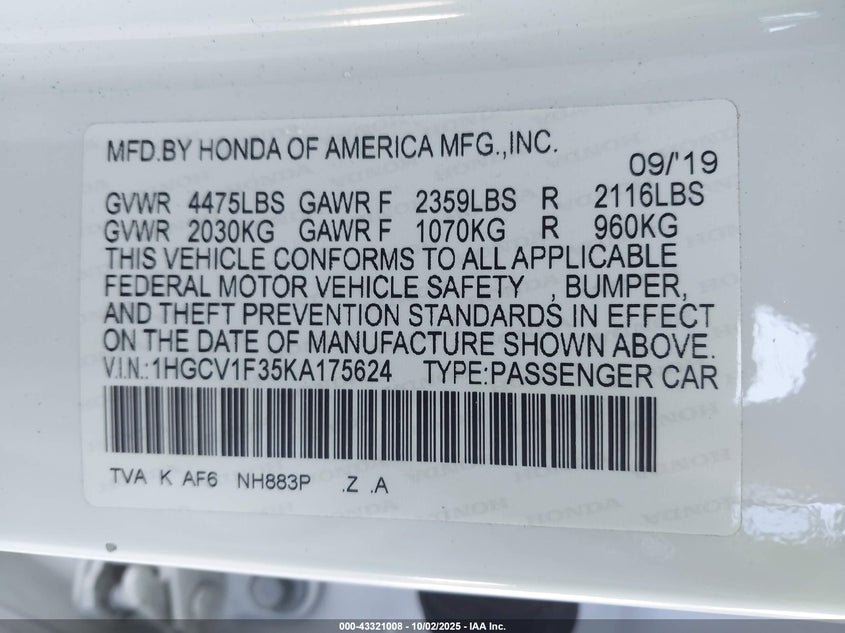 MFD.BY HONDA OF AMERICA MFG.,INC.
09/'19
GVWR 4475LBS GAWR F 2359LBS R 2116LBS
GVWR 2030KG GAWR F 1070KG R 960KG
THIS VEHICLE CONFORMS TO ALL APPLICABLE
FEDERAL MOTOR VEHICLE SAFETY , BUMPER,
AND THEFT PREVENTION STANDARDS IN EFFECT
ON THE DATE OF MANUFACTURE SHOWN ABOVE.
V.I.N.:1HGCV1F35KA175624 TYPE:PASSENGER CAR
TVA K AF6 NH883P .Z .A
HONDA HONDA HONDA
000-43321008 - 10/02/2025 - IAA Inc.